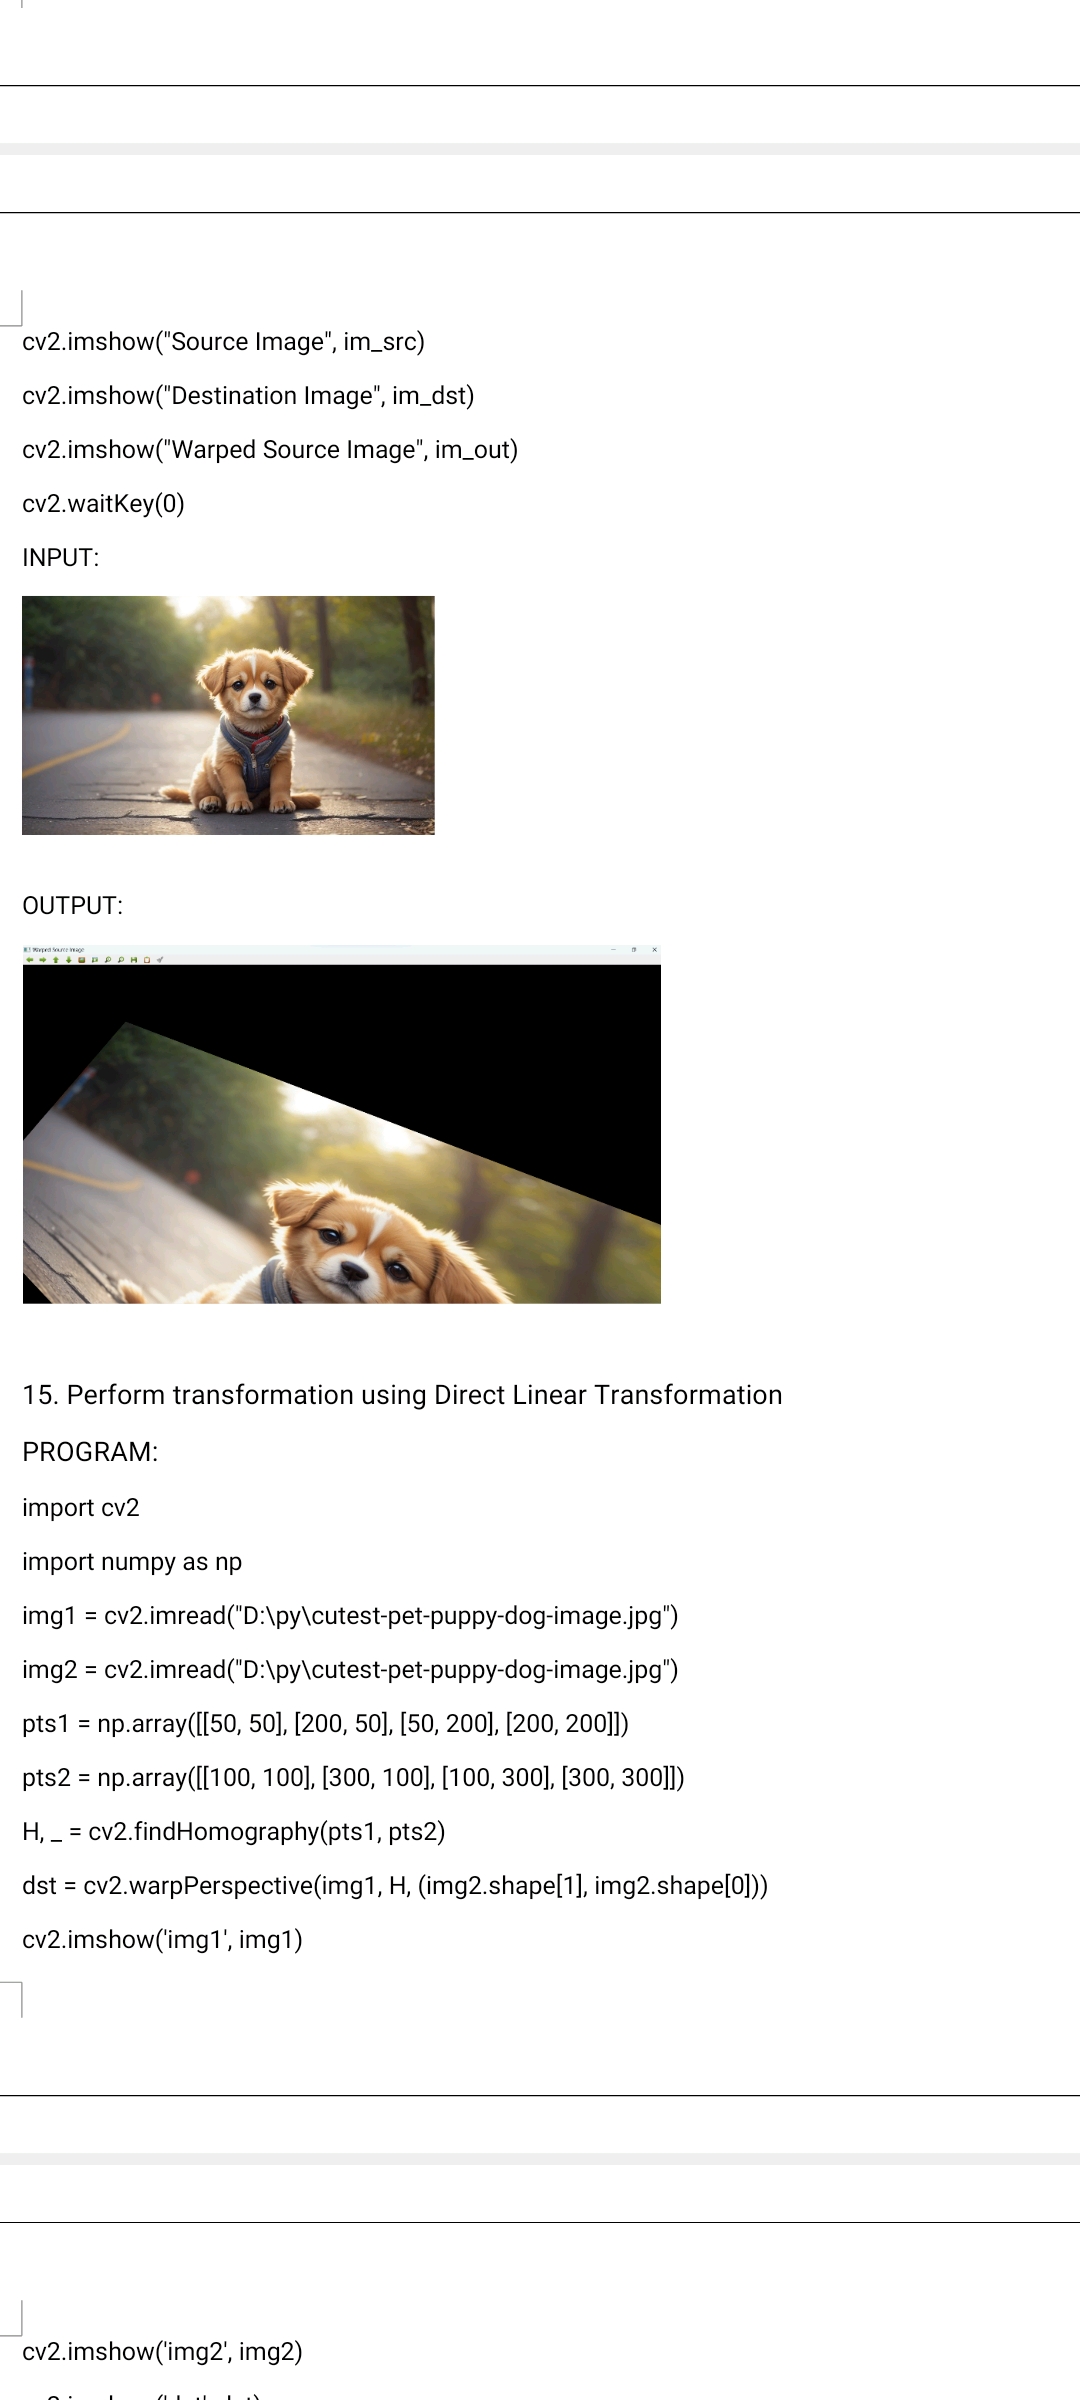 cv2.imshow("Source Image", im_src)
cv2.imshow("Destination Image", im_dst)
cv2.imshow("Warped Source Image", im_out)
cv2.waitKey(0)
INPUT:
OUTPUT:
Warped Source Image
15. Perform transformation using Direct Linear Transformation
PROGRAM:
import cv2
import numpy as np
img1 = cv2.imread("D:\py\cutest-pet-puppy-dog-image.jpg")
img2 = cv2.imread("D:\py\cutest-pet-puppy-dog-image.jpg")
pts1 = np.array([[50, 50], [200, 50], [50, 200], [200, 200]])
pts2 = np.array([[100, 100], [300, 100], [100, 300], [300, 300]])
H, _ = cv2.findHomography(pts1, pts2)
dst = cv2.warpPerspective(img1, H, (img2.shape[1], img2.shape[0]))
cv2.imshow('img1', img1)
cv2.imshow('img2', img2)